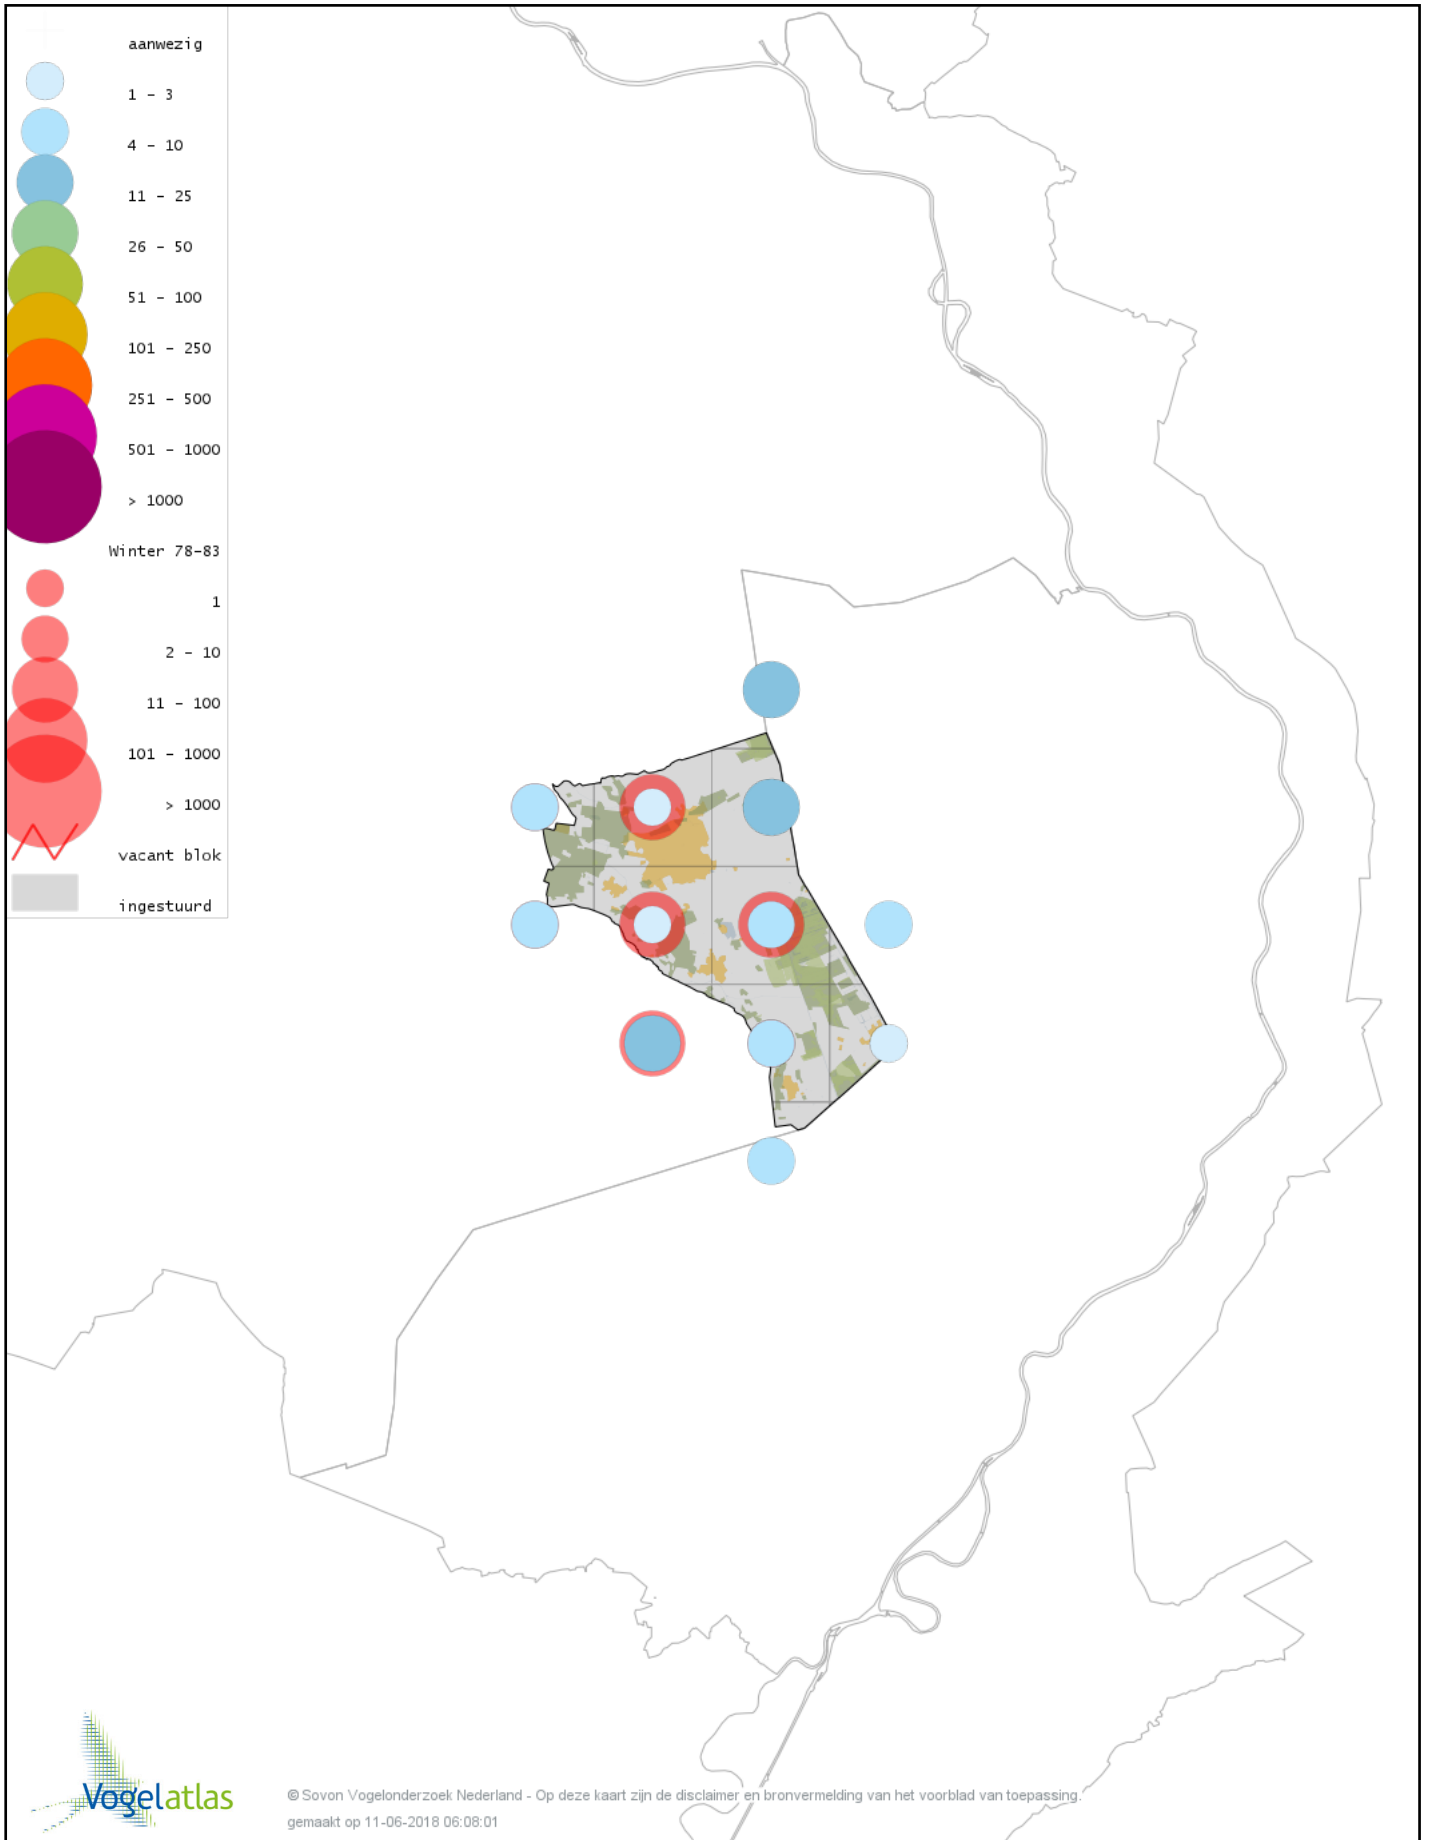 aanwezig
1 – 3
4 – 10
11 – 25
26 – 50
51 – 100
101 – 250
251 – 500
501 – 1000
> 1000
Winter 78–83
1
2 – 10
11 – 100
101 – 1000
> 1000
vacant blok
ingestuurd
Vogelatlas
© Sovon Vogelonderzoek Nederland - Op deze kaart zijn de disclaimer en bronvermelding van het voorblad van toepassing.
gemaakt op 11-06-2018 06:08:01